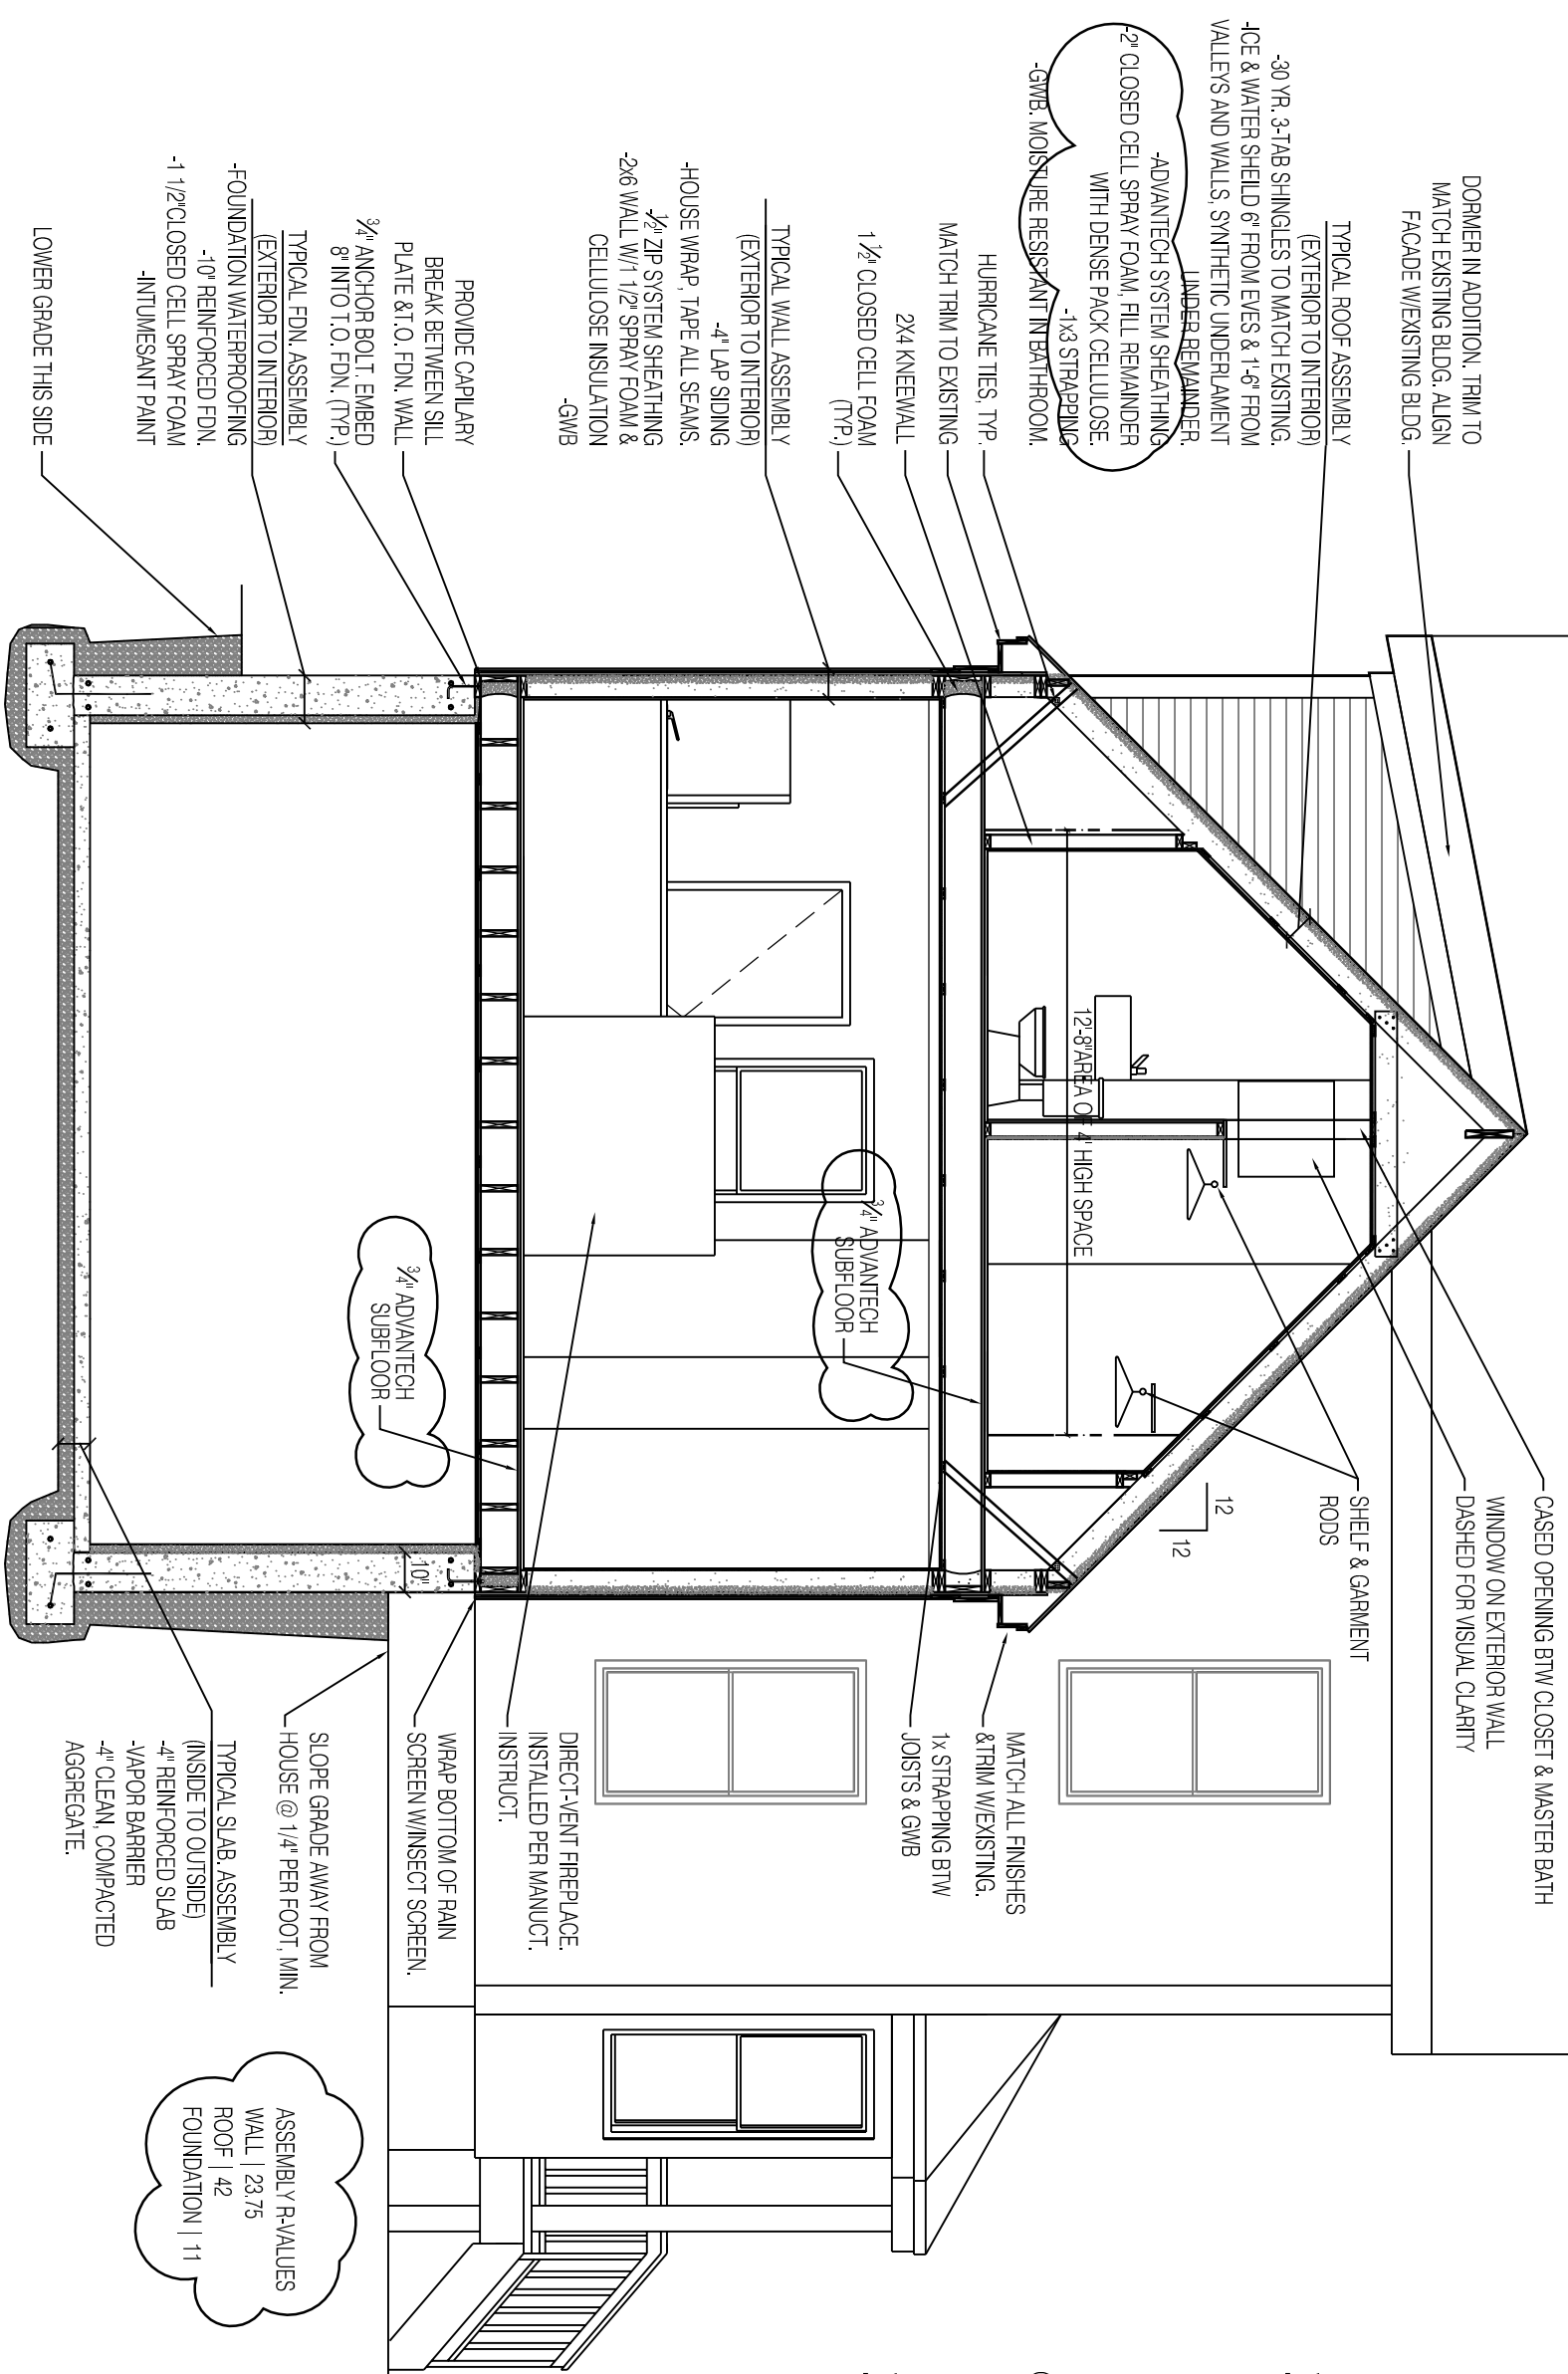 DORMER IN ADDITION. TRIM TO
MATCH EXISTING BLDG. ALIGN
FACADE W/EXISTING BLDG.
TYPICAL ROOF ASSEMBLY
(EXTERIOR TO INTERIOR)
-30 YR. 3-TAB SHINGLES TO MATCH EXISTING.
-ICE & WATER SHEILD 6" FROM EVES & 1'-6" FROM
VALLEYS AND WALLS, SYNTHETIC UNDERLAMENT
UNDER REMAINDER.
-ADVANTECH SYSTEM SHEATHING
-2" CLOSED CELL SPRAY FOAM, FILL REMAINDER
WITH DENSE PACK CELLULOSE.
-1x3 STRAPPING
-GWB. MOISTURE RESISTANT IN BATHROOM.
HURRICANE TIES, TYP.
MATCH TRIM TO EXISTING
2X4 KNEEWALL
1 1/2" CLOSED CELL FOAM
(TYP.)
TYPICAL WALL ASSEMBLY
(EXTERIOR TO INTERIOR)
-4" LAP SIDING
-HOUSE WRAP, TAPE ALL SEAMS.
-1/2" ZIP SYSTEM SHEATHING
-2x6 WALL W/1 1/2" SPRAY FOAM &
CELLULOSE INSULATION
-GWB
PROVIDE CAPILARY
BREAK BETWEEN SILL
PLATE & T.O. FDN. WALL
3/4" ANCHOR BOLT. EMBED
8" INTO T.O. FDN. (TYP.)
TYPICAL FDN. ASSEMBLY
(EXTERIOR TO INTERIOR)
-FOUNDATION WATERPROOFING
-10" REINFORCED FDN.
-1 1/2"CLOSED CELL SPRAY FOAM
-INTUMESANT PAINT
LOWER GRADE THIS SIDE
12'-8"AREA OF 4' HIGH SPACE
3/4" ADVANTECH
SUBFLOOR
3/4" ADVANTECH
SUBFLOOR
10"
12
12
CASED OPENING BTW CLOSET & MASTER BATH
WINDOW ON EXTERIOR WALL
DASHED FOR VISUAL CLARITY
SHELF & GARMENT
RODS
MATCH ALL FINISHES
&TRIM W/EXISTING.
1x STRAPPING BTW
JOISTS & GWB
DIRECT-VENT FIREPLACE.
INSTALLED PER MANUCT.
INSTRUCT.
WRAP BOTTOM OF RAIN
SCREEN W/INSECT SCREEN.
SLOPE GRADE AWAY FROM
HOUSE @ 1/4" PER FOOT, MIN.
TYPICAL SLAB. ASSEMBLY
(INSIDE TO OUTSIDE)
-4" REINFORCED SLAB
-VAPOR BARRIER
-4" CLEAN, COMPACTED
AGGREGATE.
ASSEMBLY R-VALUES
WALL | 23.75
ROOF | 42
FOUNDATION | 11